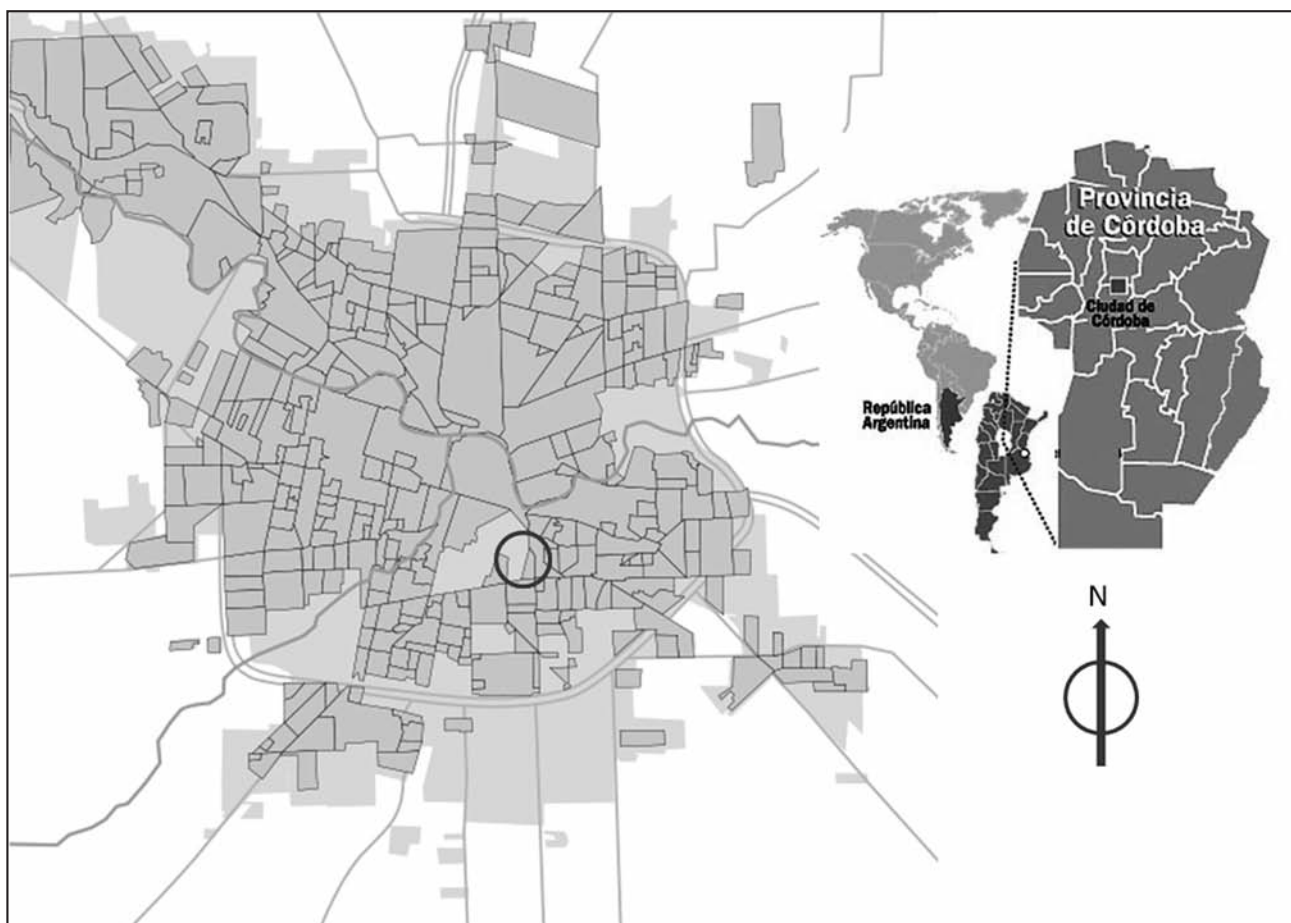 Provincia
de Córdoba
Ciudad de
Córdoba
República
Argentina
N